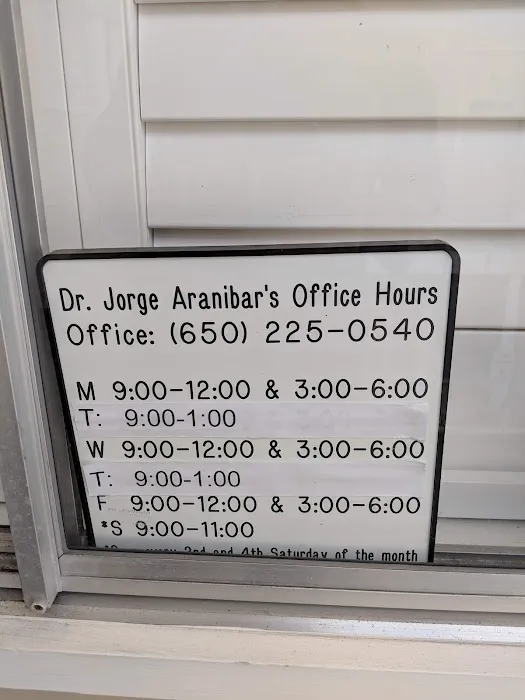 Dr. Jorge Aranibar's Office Hours
Office: (650) 225-0540
M 9:00-12:00 & 3:00-6:00
T: 9:00-1:00
W 9:00-12:00 & 3:00-6:00
T: 9:00-1:00
F 9:00-12:00 & 3:00-6:00
*S 9:00-11:00
every 2nd and 4th Saturday of the month